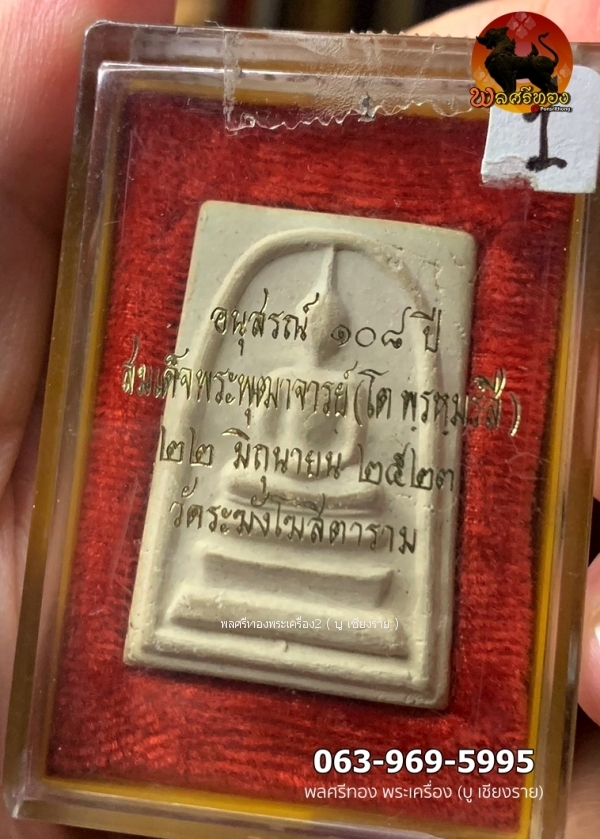 พลศรีทอง
PonsriThong
1
อนุสรณ์ ๑๐๘ ปี
สมเด็จพระพุฒาจารย์ (โต พรหมรังสี)
๒๒ มิถุนายน ๒๕๒๓
วัดระฆังโฆสิตาราม
พลศรีทองพระเครื่อง2 ( บู เชียงราย )
063-969-5995
พลศรีทอง พระเครื่อง (บู เชียงราย)